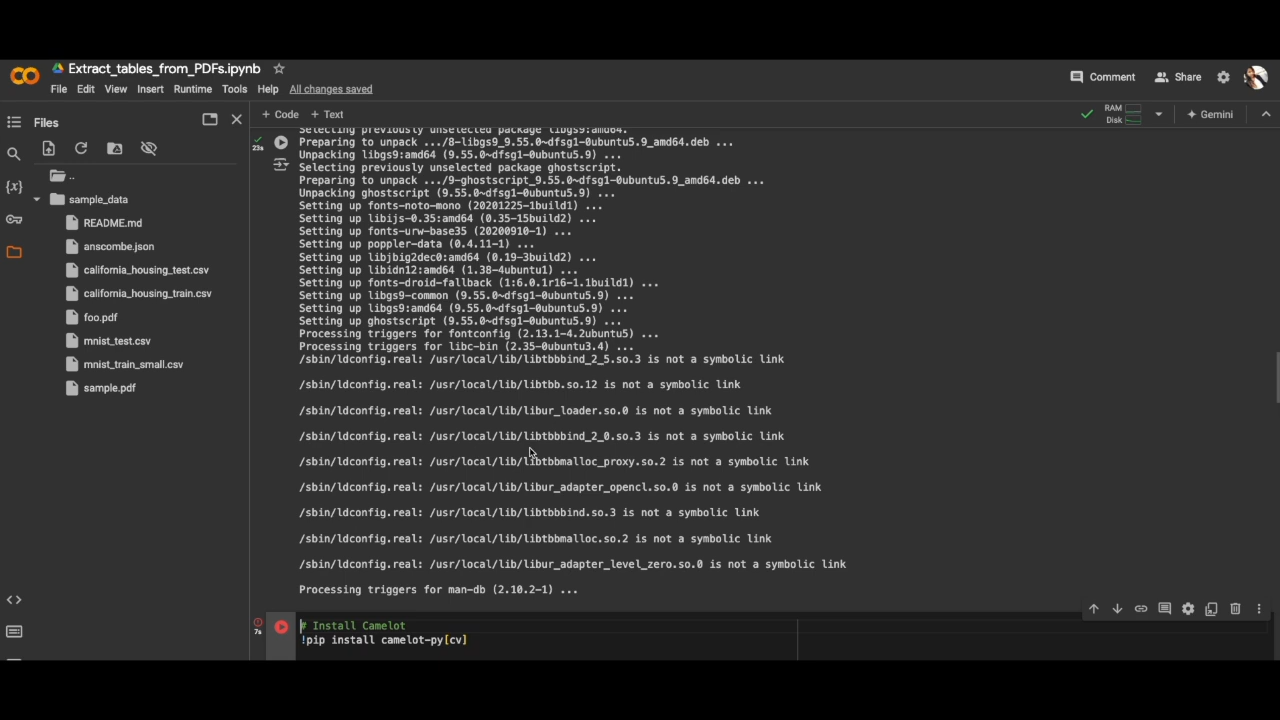 Extract_tables_from_PDFs.ipynb
File Edit View Insert Runtime Tools Help All changes saved
Comment Share
Files
+ Code + Text
RAM
Disk
Gemini
..
sample_data
README.md
anscombe.json
california_housing_test.csv
california_housing_train.csv
foo.pdf
mnist_test.csv
mnist_train_small.csv
sample.pdf
23s
Selecting previously unselected package libgs9:amd64.
Preparing to unpack .../8-libgs9_9.55.0~dfsg1-0ubuntu5.9_amd64.deb ...
Unpacking libgs9:amd64 (9.55.0~dfsg1-0ubuntu5.9) ...
Selecting previously unselected package ghostscript.
Preparing to unpack .../9-ghostscript_9.55.0~dfsg1-0ubuntu5.9_amd64.deb ...
Unpacking ghostscript (9.55.0~dfsg1-0ubuntu5.9) ...
Setting up fonts-noto-mono (20201225-1build1) ...
Setting up libijs-0.35:amd64 (0.35-15build2) ...
Setting up fonts-urw-base35 (20200910-1) ...
Setting up poppler-data (0.4.11-1) ...
Setting up libjbig2dec0:amd64 (0.19-3build2) ...
Setting up libidn12:amd64 (1.38-4ubuntu1) ...
Setting up fonts-droid-fallback (1:6.0.1r16-1.1build1) ...
Setting up libgs9-common (9.55.0~dfsg1-0ubuntu5.9) ...
Setting up libgs9:amd64 (9.55.0~dfsg1-0ubuntu5.9) ...
Setting up ghostscript (9.55.0~dfsg1-0ubuntu5.9) ...
Processing triggers for fontconfig (2.13.1-4.2ubuntu5) ...
Processing triggers for libc-bin (2.35-0ubuntu3.4) ...
/sbin/ldconfig.real: /usr/local/lib/libtbbbind_2_5.so.3 is not a symbolic link
/sbin/ldconfig.real: /usr/local/lib/libtbb.so.12 is not a symbolic link
/sbin/ldconfig.real: /usr/local/lib/libur_loader.so.0 is not a symbolic link
/sbin/ldconfig.real: /usr/local/lib/libtbbbind_2_0.so.3 is not a symbolic link
/sbin/ldconfig.real: /usr/local/lib/libtbbmalloc_proxy.so.2 is not a symbolic link
/sbin/ldconfig.real: /usr/local/lib/libur_adapter_opencl.so.0 is not a symbolic link
/sbin/ldconfig.real: /usr/local/lib/libtbbbind.so.3 is not a symbolic link
/sbin/ldconfig.real: /usr/local/lib/libtbbmalloc.so.2 is not a symbolic link
/sbin/ldconfig.real: /usr/local/lib/libur_adapter_level_zero.so.0 is not a symbolic link
Processing triggers for man-db (2.10.2-1) ...
7s
# Install Camelot
!pip install camelot-py[cv]